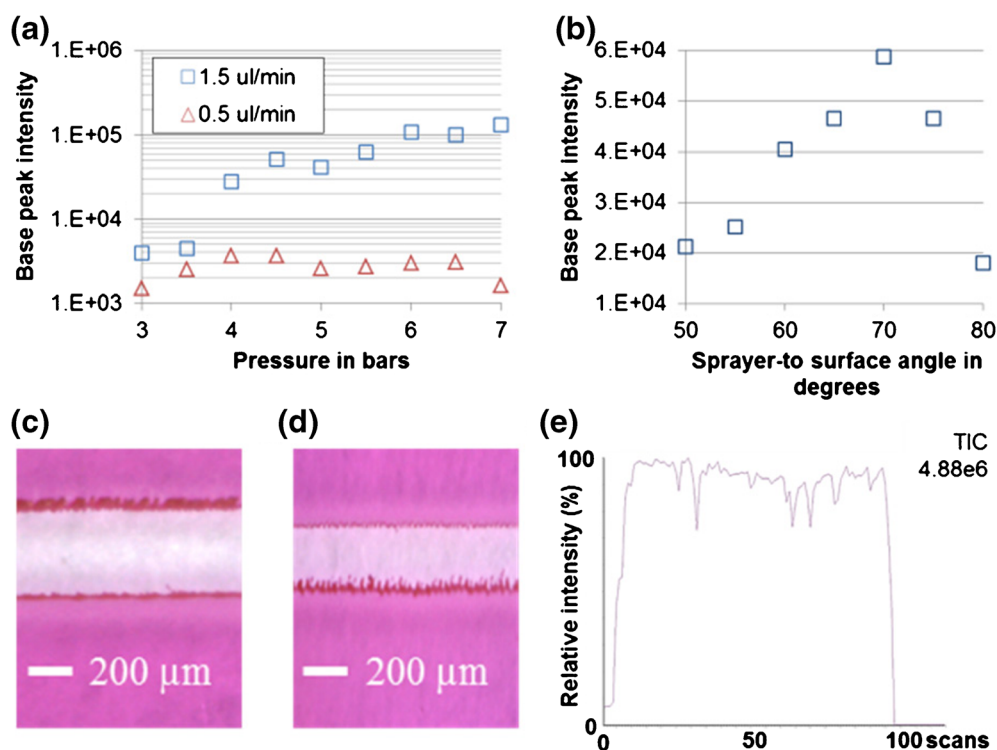 (a)
1.E+06
1.E+05
1.E+04
1.E+03
Base peak intensity
1.5 ul/min
0.5 ul/min
3 4 5 6 7
Pressure in bars
(b)
6.E+04
5.E+04
4.E+04
3.E+04
2.E+04
1.E+04
Base peak Intensity
50 60 70 80
Sprayer-to surface angle in
degrees
(c)
200 µm
(d)
200 µm
(e)
TIC
4.88e6
100
Relative intensity (%)
0
0 50 100 scans